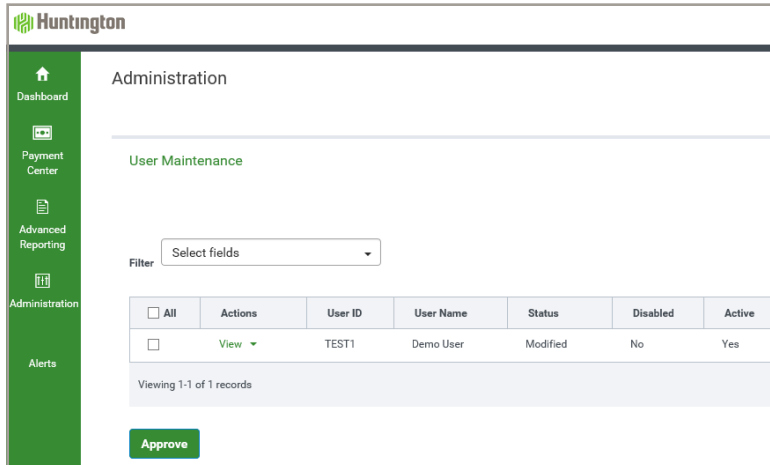 Huntington
Administration
Dashboard
Payment
Center
Advanced
Reporting
Administration
Alerts
User Maintenance
Filter Select fields
All Actions User ID User Name Status Disabled Active
View TEST1 Demo User Modified No Yes
Viewing 1-1 of 1 records
Approve